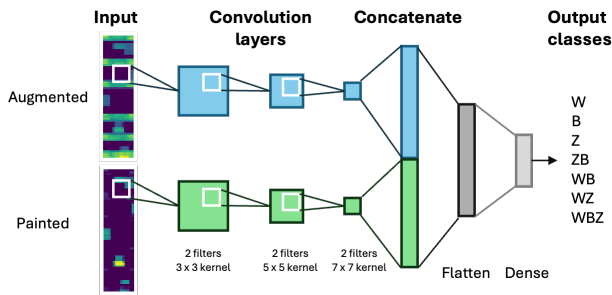 Input
Convolution
layers
Concatenate
Output
classes
Augmented
Painted
W
B
Z
ZB
WB
WZ
WBZ
2 filters
3 x 3 kernel
2 filters
5 x 5 kernel
2 filters
7 x 7 kernel
Flatten
Dense